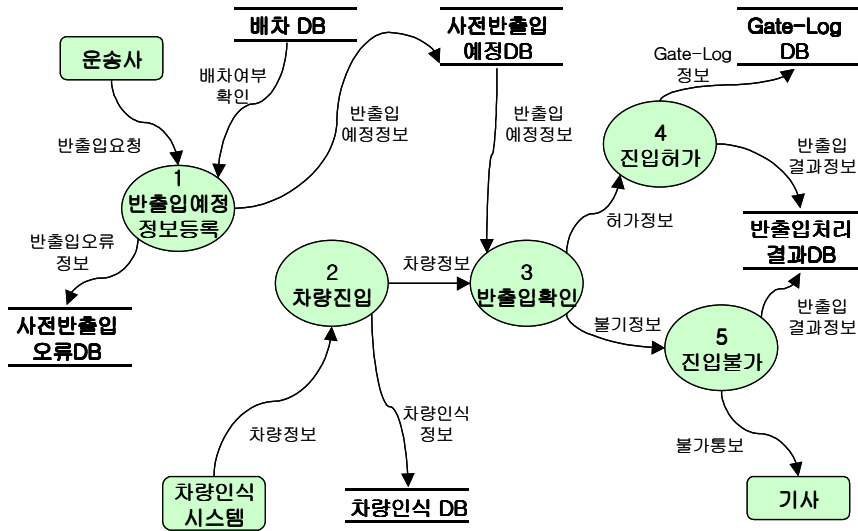 배차 DB
사전반출입
예정DB
Gate-Log
DB
운송사
배차여부
확인
Gate-Log
정보
반출입요청
반출입
예정정보
반출입
예정정보
4
진입허가
반출입
결과정보
1
반출입예정
정보등록
허가정보
반출입오류
정보
반출입처리
결과DB
2
차량진입
차량정보
3
반출입확인
사전반출입
오류DB
불기정보
반출입
결과정보
5
진입불가
차량정보
차량인식
정보
불가통보
차량인식
시스템
차량인식 DB
기사